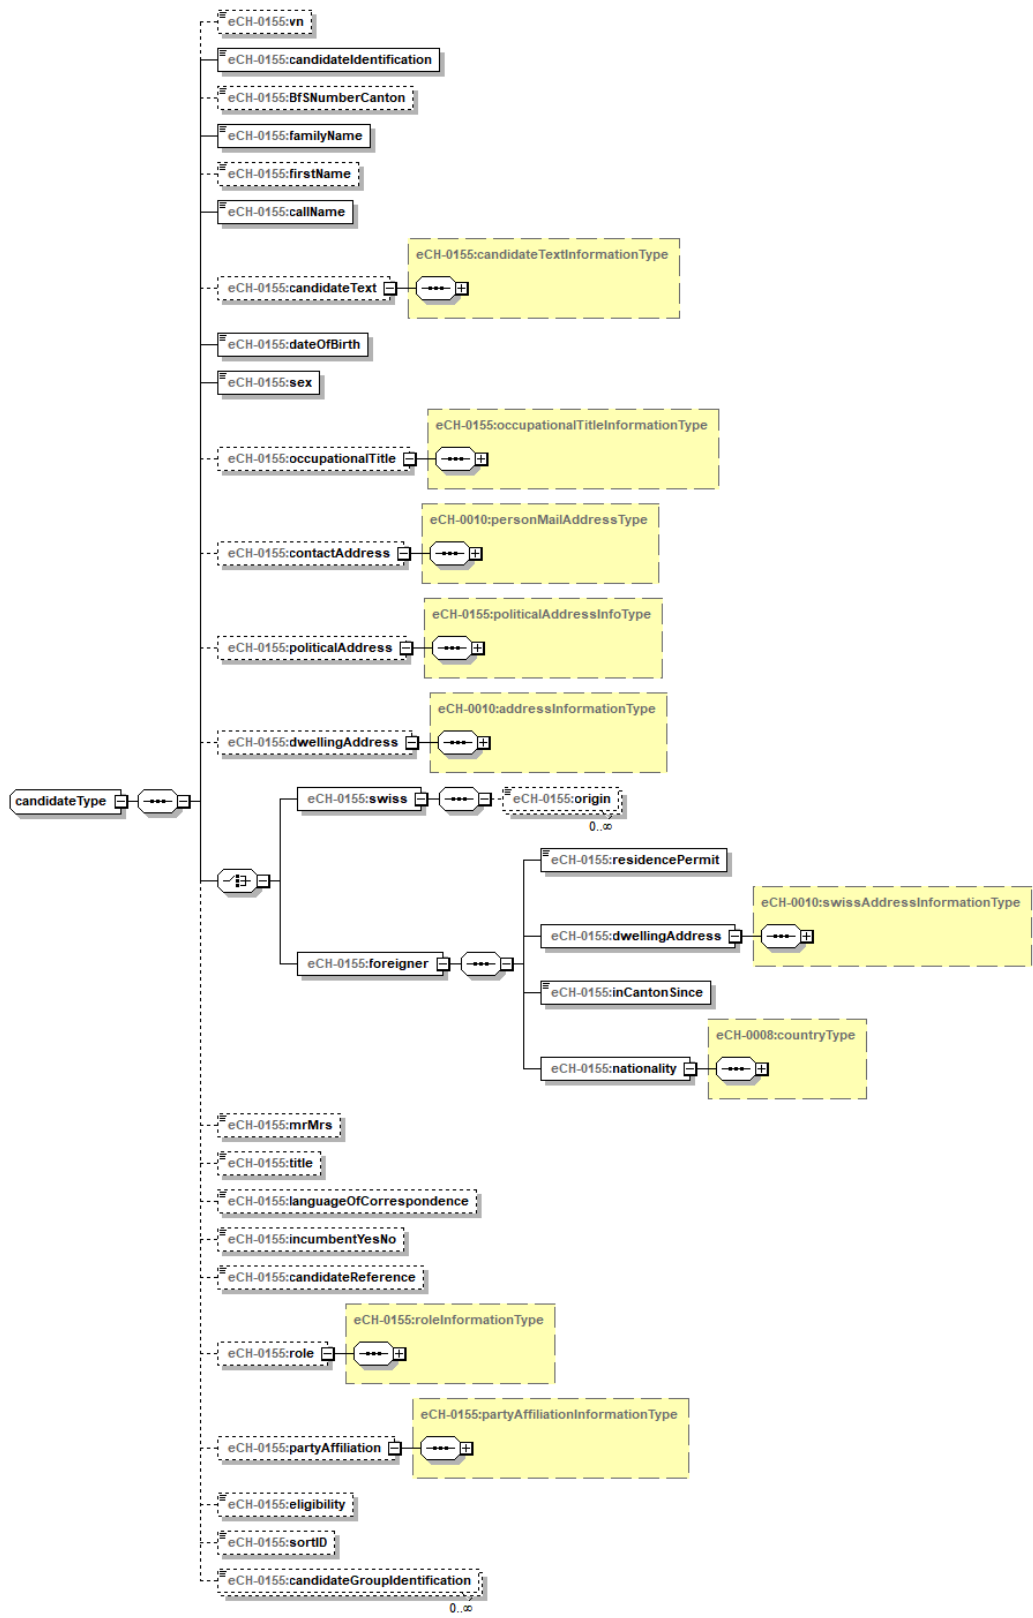 eCH-0155:vn
eCH-0155:candidateIdentification
eCH-0155:BfSNumberCanton
eCH-0155:familyName
eCH-0155:firstName
eCH-0155:callName
eCH-0155:candidateTextInformationType
eCH-0155:candidateText
eCH-0155:dateOfBirth
eCH-0155:sex
eCH-0155:occupationalTitleInformationType
eCH-0155:occupationalTitle
eCH-0010:personMailAddressType
eCH-0155:contactAddress
eCH-0155:politicalAddressInfoType
eCH-0155:politicalAddress
eCH-0010:addressInformationType
eCH-0155:dwellingAddress
candidateType
eCH-0155:swiss
eCH-0155:origin
0..∞
eCH-0155:residencePermit
eCH-0010:swissAddressInformationType
eCH-0155:dwellingAddress
eCH-0155:foreigner
eCH-0155:inCantonSince
eCH-0008:countryType
eCH-0155:nationality
eCH-0155:mrMrs
eCH-0155:title
eCH-0155:languageOfCorrespondence
eCH-0155:incumbentYesNo
eCH-0155:candidateReference
eCH-0155:roleInformationType
eCH-0155:role
eCH-0155:partyAffiliationInformationType
eCH-0155:partyAffiliation
eCH-0155:eligibility
eCH-0155:sortID
eCH-0155:candidateGroupIdentification
0..∞